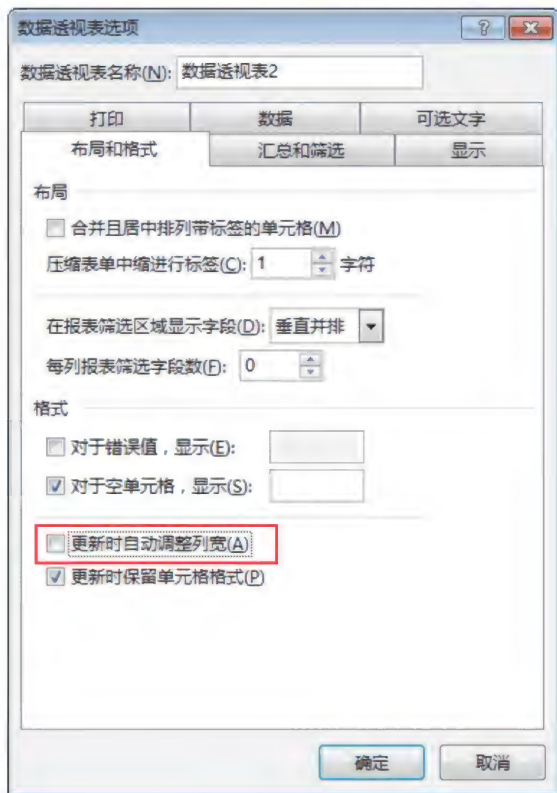 数据透视表选项
数据透视表名称(N): 数据透视表2
打印 数据 可选文字
布局和格式 汇总和筛选 显示
布局
合并且居中排列带标签的单元格(M)
压缩表单中缩进行标签(C): 1 字符
在报表筛选区域显示字段(D): 垂直并排
每列报表筛选字段数(F): 0
格式
对于错误值，显示(E):
对于空单元格，显示(S):
更新时自动调整列宽(A)
更新时保留单元格格式(P)
确定 取消